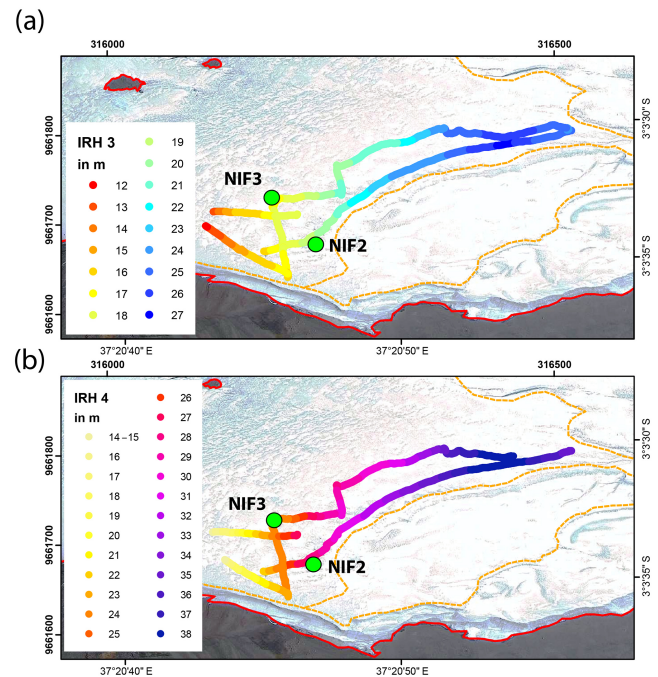 (a)
316000
316500
9661800
9661700
9661600
3°3'30" S
3°3'35" S
IRH 3
in m
12
13
14
15
16
17
18
19
20
21
22
23
24
25
26
27
NIF3
NIF2
37°20'40" E
37°20'50" E
(b)
316000
316500
9661800
9661700
9661600
3°3'30" S
3°3'35" S
IRH 4
in m
14–15
16
17
18
19
20
21
22
23
24
25
26
27
28
29
30
31
32
33
34
35
36
37
38
NIF3
NIF2
37°20'40" E
37°20'50" E